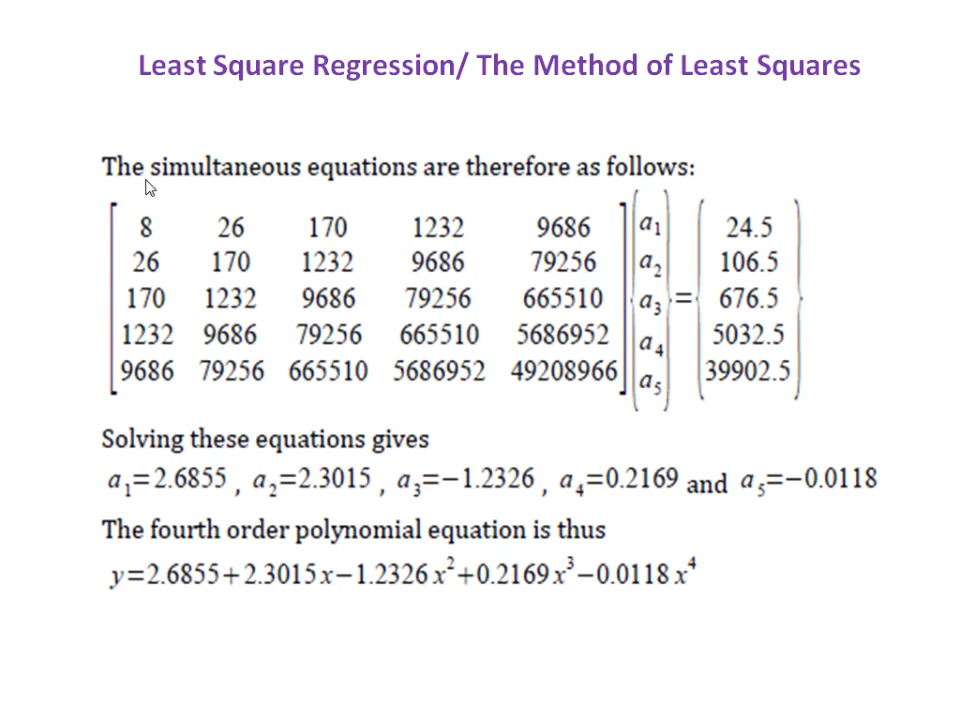 Least Square Regression/ The Method of Least Squares
The simultaneous equations are therefore as follows:
8 26 170 1232 9686 a₁ 24.5
26 170 1232 9686 79256 a₂ 106.5
170 1232 9686 79256 665510 a₃ = 676.5
1232 9686 79256 665510 5686952 a₄ 5032.5
9686 79256 665510 5686952 49208966 a₅ 39902.5
Solving these equations gives
a₁=2.6855 , a₂=2.3015 , a₃=−1.2326 , a₄=0.2169 and a₅=−0.0118
The fourth order polynomial equation is thus
y=2.6855+2.3015x−1.2326x²+0.2169x³−0.0118x⁴